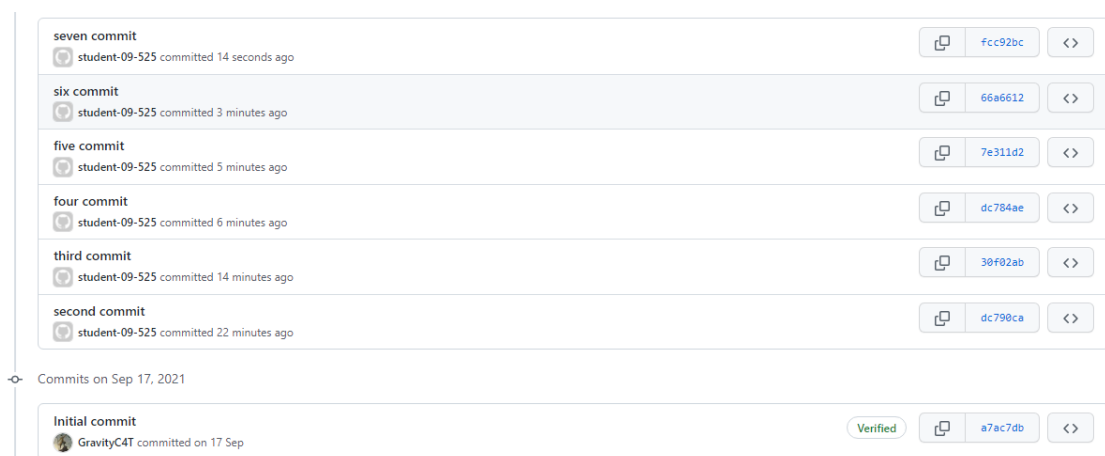 seven commit
student-09-525 committed 14 seconds ago
fcc92bc
six commit
student-09-525 committed 3 minutes ago
66a6612
five commit
student-09-525 committed 5 minutes ago
7e311d2
four commit
student-09-525 committed 6 minutes ago
dc784ae
third commit
student-09-525 committed 14 minutes ago
30f02ab
second commit
student-09-525 committed 22 minutes ago
dc790ca
Commits on Sep 17, 2021
Initial commit
GravityC4T committed on 17 Sep
Verified
a7ac7db